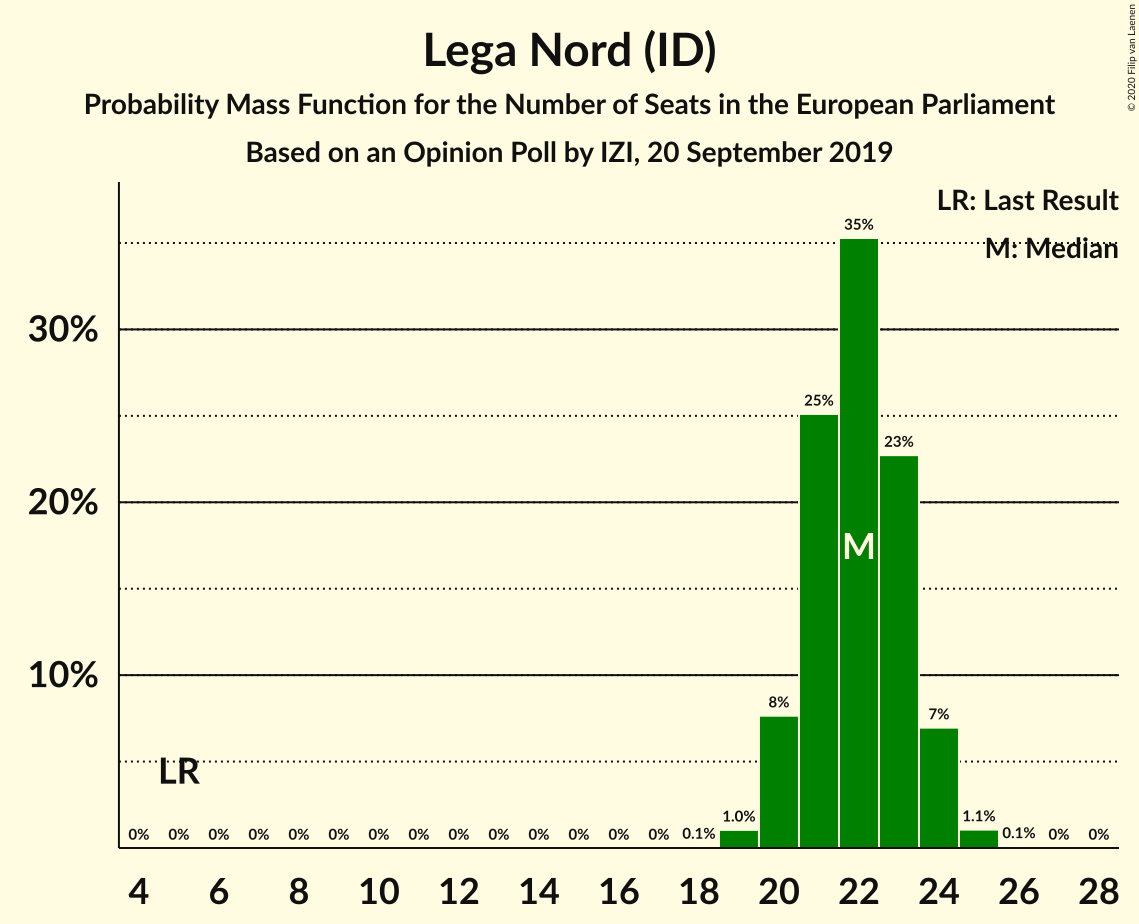 Lega Nord (ID)
Probability Mass Function for the Number of Seats in the European Parliament
Based on an Opinion Poll by IZI, 20 September 2019
© 2020 Filip van Laenen
LR: Last Result
M: Median
35%
30%
25%
23%
20%
M
10%
8%
7%
LR
0% 0% 0% 0% 0% 0% 0% 0% 0% 0% 0% 0% 0% 0% 0.1% 1.0% 1.1% 0.1% 0% 0%
4 6 8 10 12 14 16 18 20 22 24 26 28